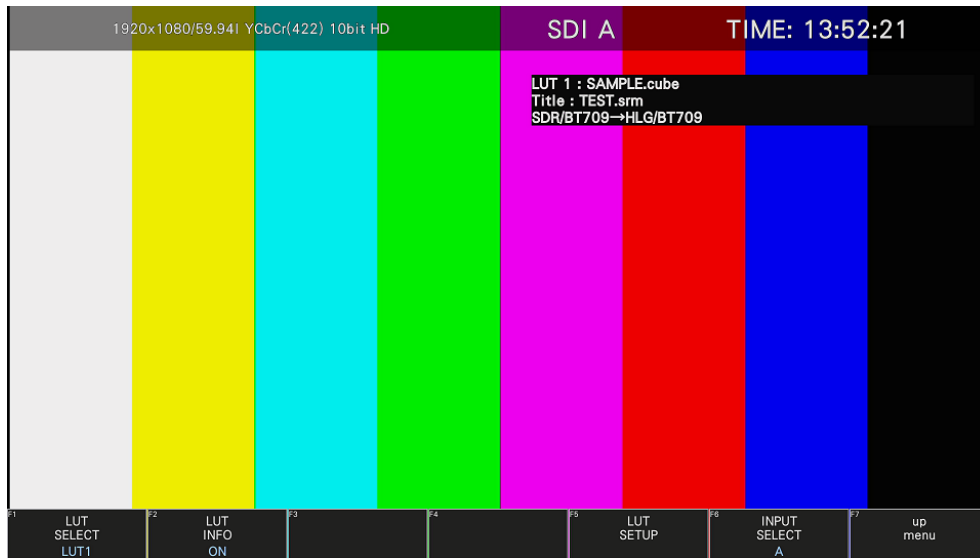 1920x1080/59.94I YCbCr(422) 10bit HD
SDI A
TIME: 13:52:21
LUT 1 : SAMPLE.cube
Title : TEST.srm
SDR/BT709→HLG/BT709
F1
LUT
SELECT
LUT1
F2
LUT
INFO
ON
F3
F4
F5
LUT
SETUP
F6
INPUT
SELECT
A
F7
up
menu